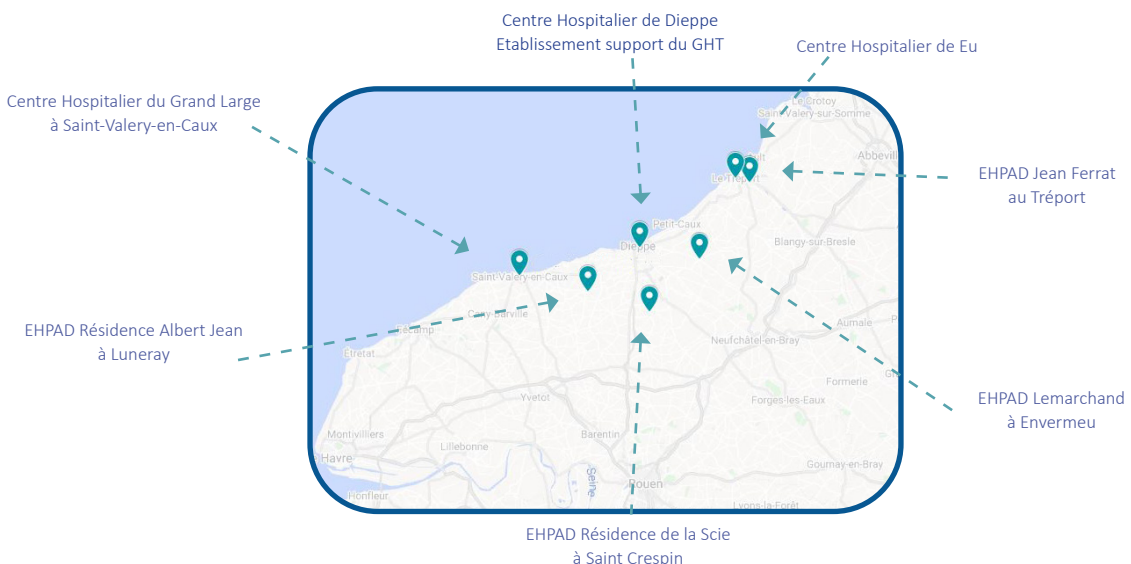 Centre Hospitalier de Dieppe
Etablissement support du GHT
Centre Hospitalier de Eu
Centre Hospitalier du Grand Large
à Saint-Valery-en-Caux
EHPAD Jean Ferrat
au Tréport
EHPAD Résidence Albert Jean
à Luneray
EHPAD Lemarchand
à Envermeu
EHPAD Résidence de la Scie
à Saint Crespin
Le Crotoy
Saint-Valery-sur-Somme
Abbevil
Le Tréport
Petit-Caux
Dieppe
Blangy-sur-Bresle
Saint-Valery-en-Caux
Cany-Barville
Fécamp
Aumale
Étretat
Neufchâtel-en-Bray
Formerie
Yvetot
Forges-les-Eaux
Montivilliers
Barentin
Lillebonne
Havre
Gournay-en-Bray
Seine
Rouen
Honfleur
Lyons-la-Forêt